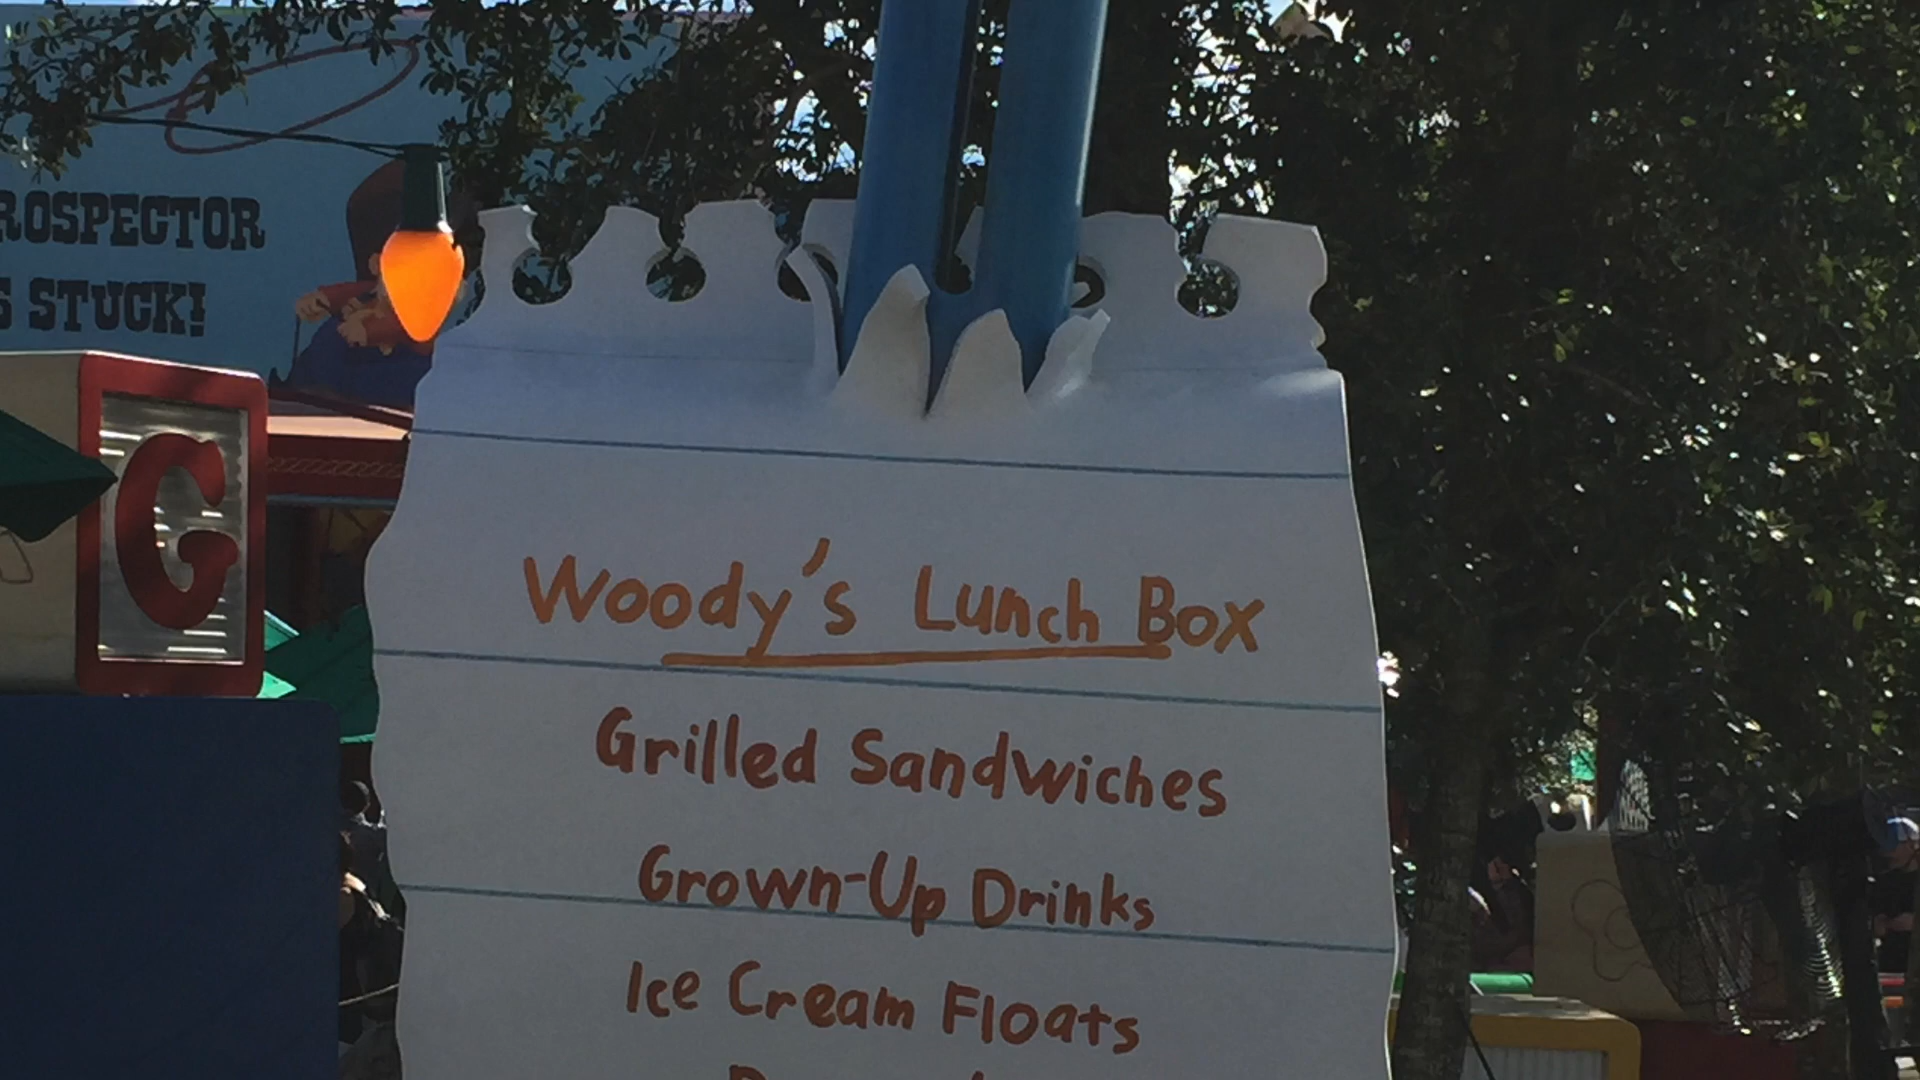 ROSPECTOR
STUCK!
G
Woody's Lunch Box
Grilled Sandwiches
Grown-Up Drinks
Ice Cream Floats